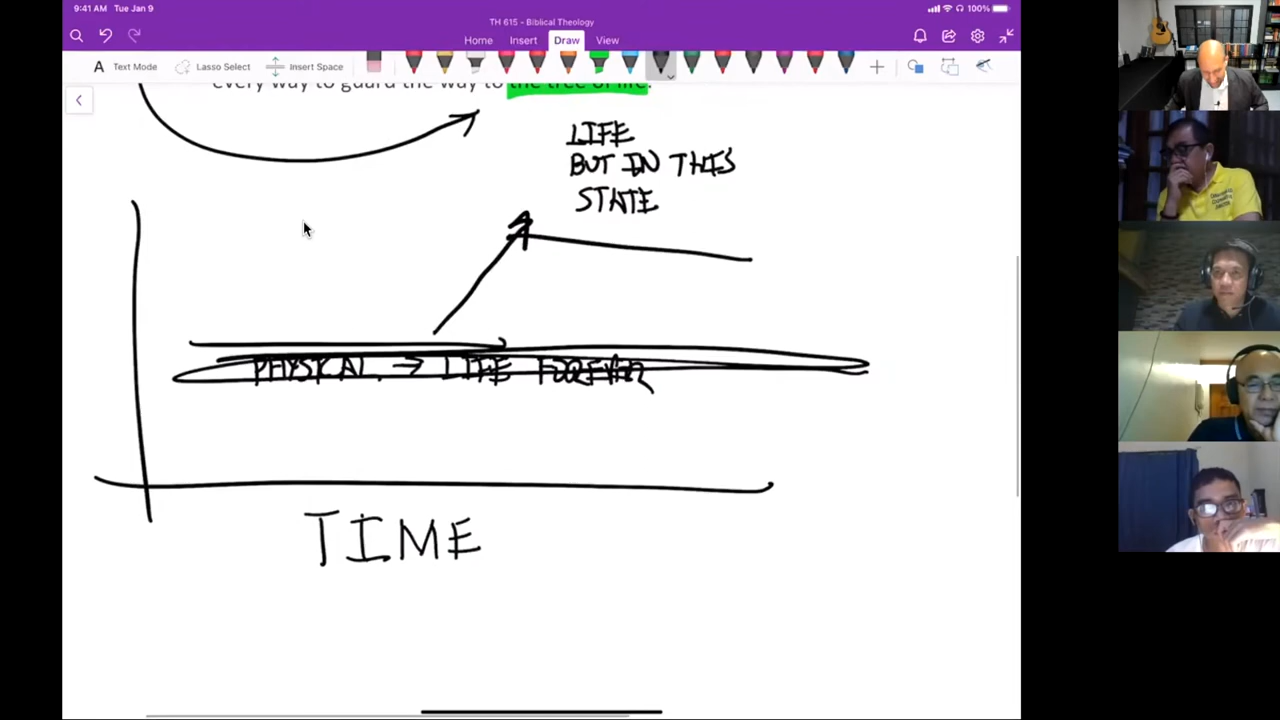 9:41 AM Tue Jan 9
100%
TH 615 - Biblical Theology
Home Insert Draw View
A Text Mode Lasso Select Insert Space
every way to guard the way to the tree of life.
LIFE
BUT IN THIS
STATE
PHYSICAL → LIFE FOREVER
TIME